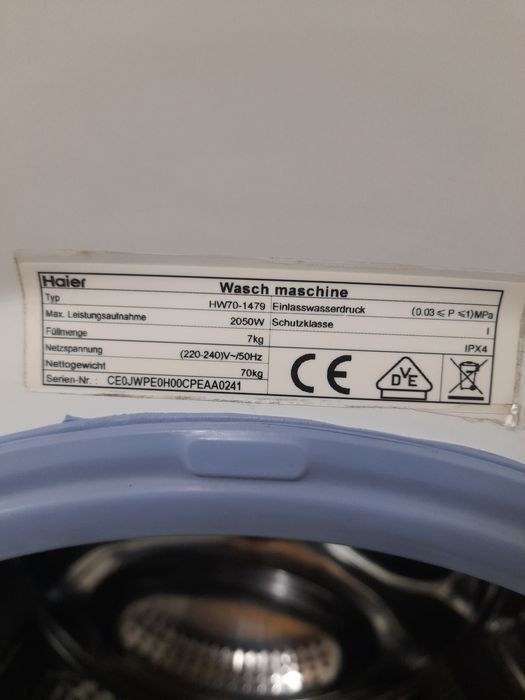 Haier
Wasch maschine
Typ HW70-1479 Einlasswasserdruck (0.03 ≤ P ≤1)MPa
Max. Leistungsaufnahme 2050W Schutzklasse I
Füllmenge 7kg IPX4
Netzspannung (220-240)V~/50Hz
Nettogewicht 70kg
Serien-Nr.: CE0JWPE0H00CPEAA0241
CE
DVE